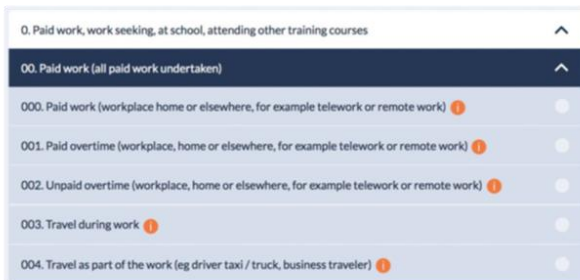 0. Paid work, work seeking, at school, attending other training courses
00. Paid work (all paid work undertaken)
000. Paid work (workplace home or elsewhere, for example telework or remote work) i
001. Paid overtime (workplace, home or elsewhere, for example telework or remote work) i
002. Unpaid overtime (workplace, home or elsewhere, for example telework or remote work) i
003. Travel during work i
004. Travel as part of the work (eg driver taxi / truck, business traveler) i